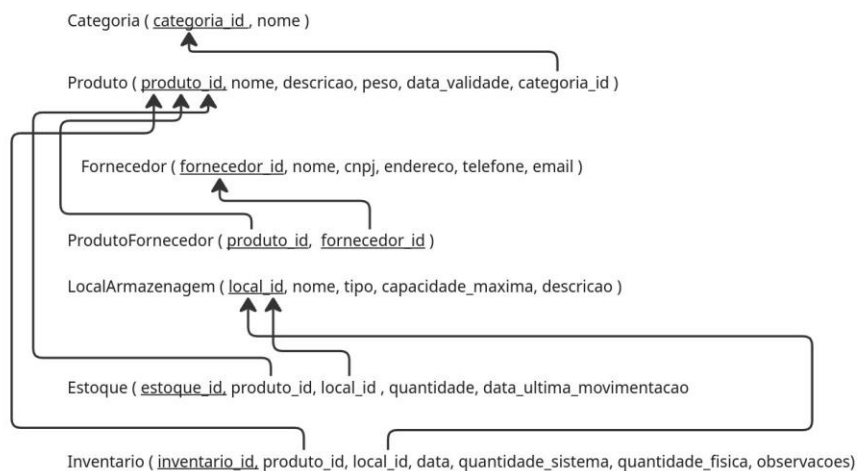 Categoria ( categoria_id , nome )
Produto ( produto_id, nome, descricao, peso, data_validade, categoria_id )
Fornecedor ( fornecedor_id, nome, cnpj, endereco, telefone, email )
ProdutoFornecedor ( produto_id, fornecedor_id )
LocalArmazenagem ( local_id, nome, tipo, capacidade_maxima, descricao )
Estoque ( estoque_id, produto_id, local_id , quantidade, data_ultima_movimentacao
Inventario ( inventario_id, produto_id, local_id, data, quantidade_sistema, quantidade_fisica, observacoes)